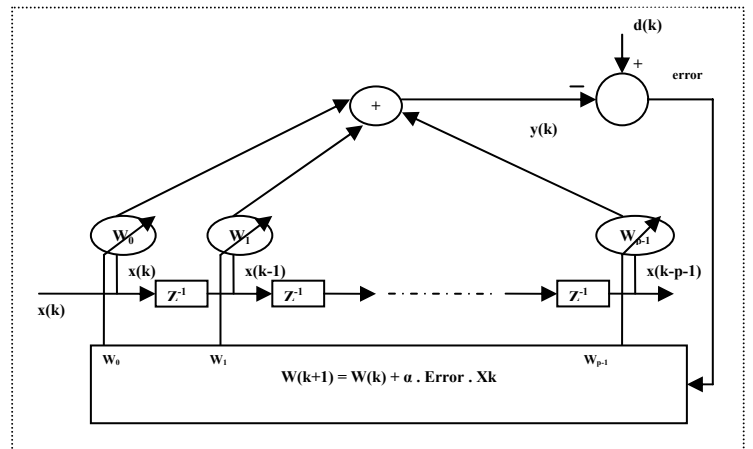 d(k)
+
error
−
+
y(k)
W0
W1
Wp-1
x(k)
x(k-1)
x(k-p-1)
Z-1
Z-1
Z-1
x(k)
W0
W1
Wp-1
W(k+1) = W(k) + α . Error . Xk